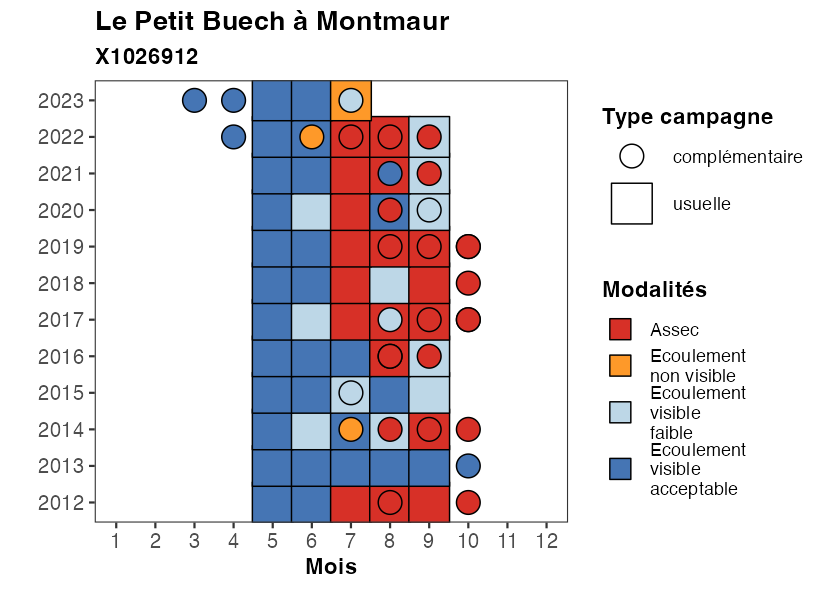 Le Petit Buech à Montmaur
X1026912
2023
2022
2021
2020
2019
2018
2017
2016
2015
2014
2013
2012
1 2 3 4 5 6 7 8 9 10 11 12
Mois
Type campagne
complémentaire
usuelle
Modalités
Assec
Ecoulement
non visible
Ecoulement
visible
faible
Ecoulement
visible
acceptable